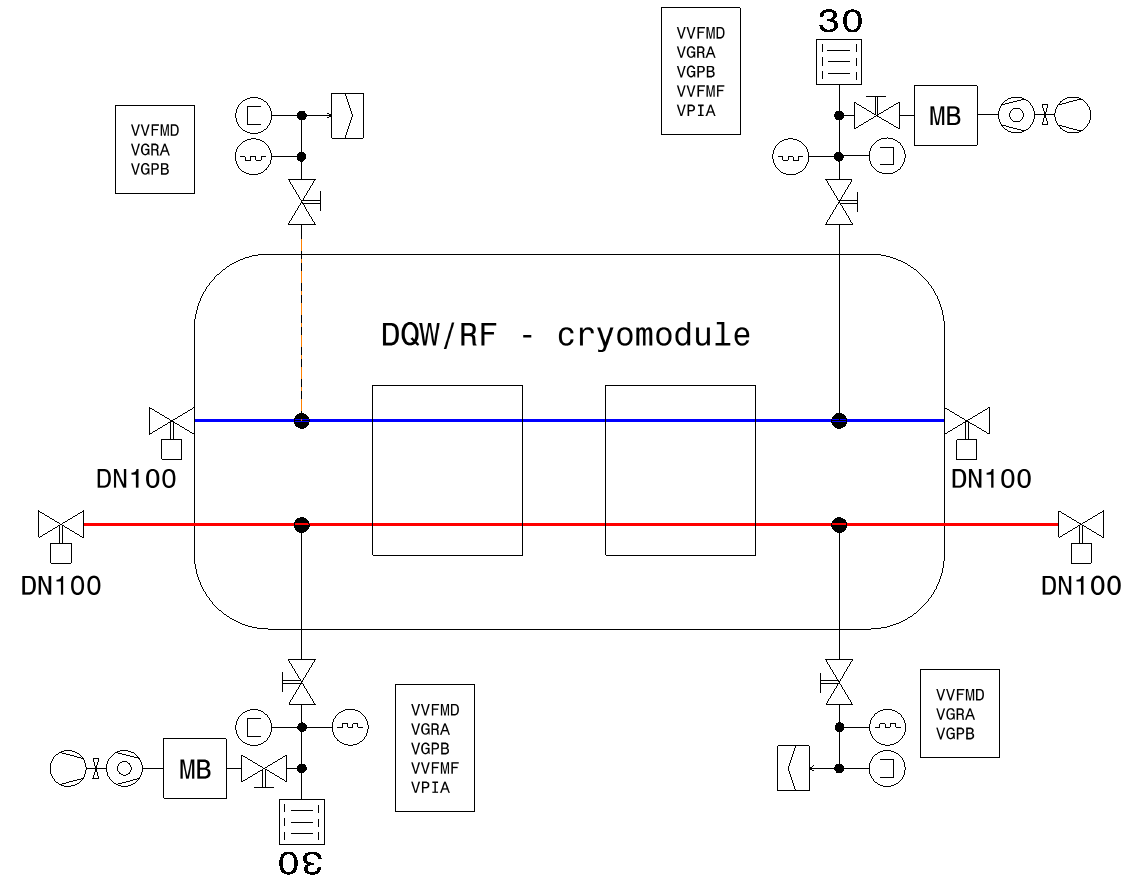 30
VVFMD
VGRA
VGPB
VVFMF
VPIA
MB
VVFMD
VGRA
VGPB
DQW/RF - cryomodule
DN100
DN100
DN100
DN100
VVFMD
VGRA
VGPB
VVFMD
VGRA
VGPB
VVFMF
VPIA
MB
30